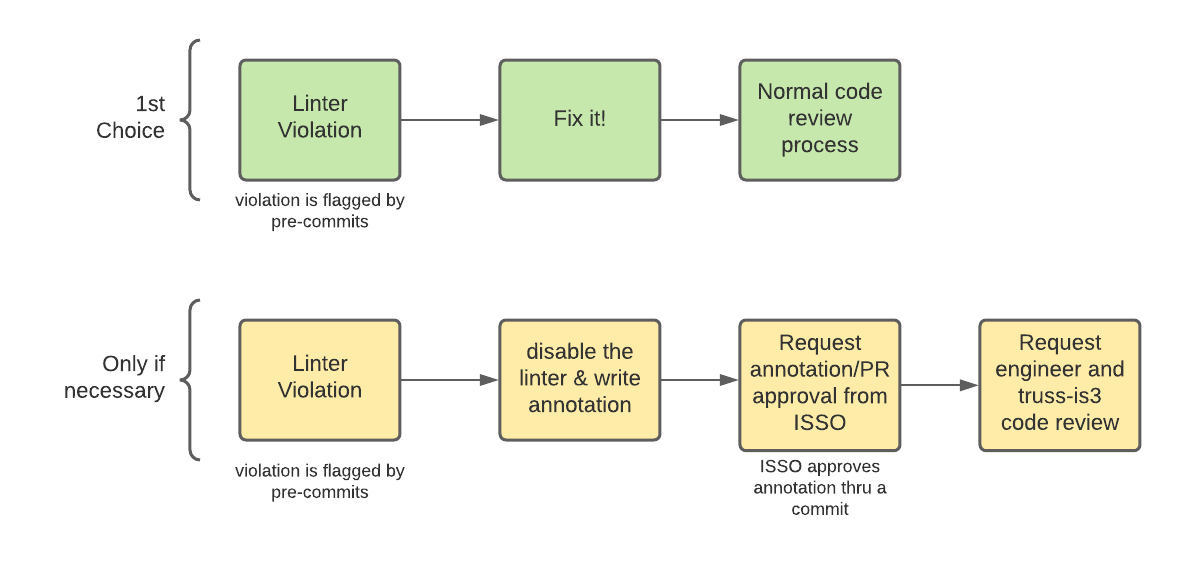 1st
Choice
Linter
Violation
Fix it!
Normal code
review
process
violation is flagged by
pre-commits
Only if
necessary
Linter
Violation
disable the
linter & write
annotation
Request
annotation/PR
approval from
ISSO
Request
engineer and
truss-is3
code review
violation is flagged by
pre-commits
ISSO approves
annotation thru a
commit